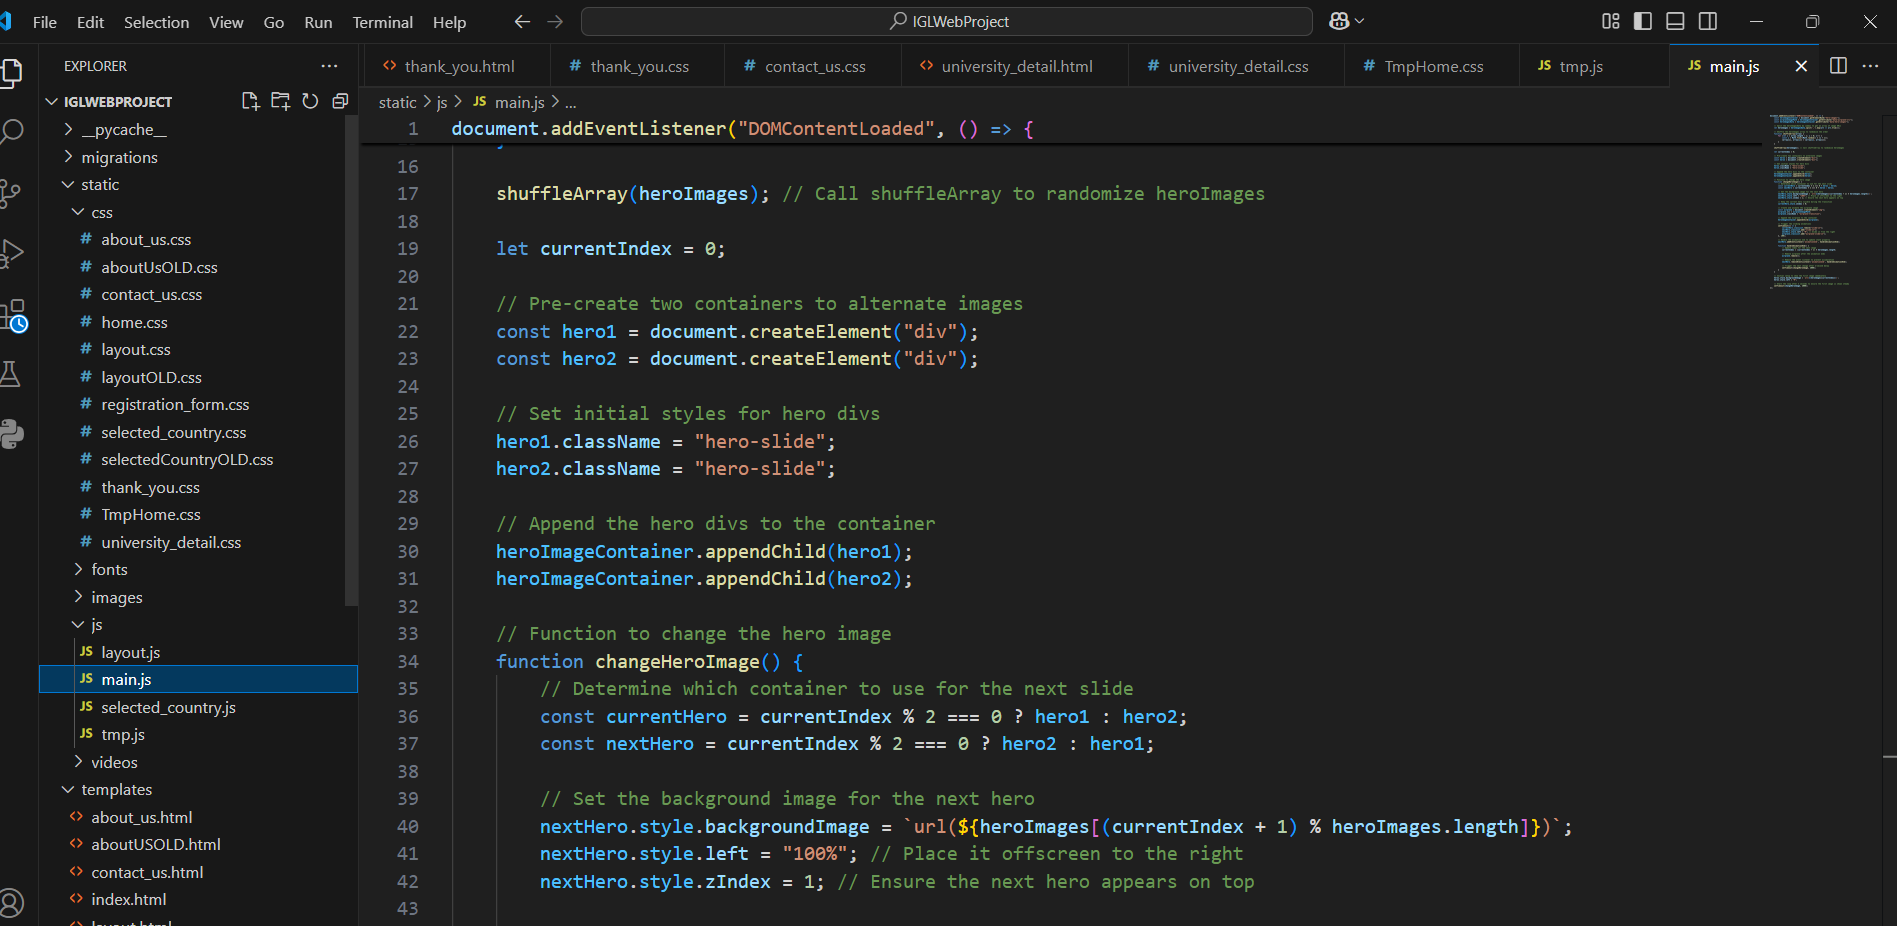 File Edit Selection View Go Run Terminal Help
IGLWebProject
EXPLORER
IGLWEBPROJECT
__pycache__
migrations
static
css
# about_us.css
# aboutUsOLD.css
# contact_us.css
# home.css
# layout.css
# layoutOLD.css
# registration_form.css
# selected_country.css
# selectedCountryOLD.css
# thank_you.css
# TmpHome.css
# university_detail.css
fonts
images
js
JS layout.js
JS main.js
JS selected_country.js
JS tmp.js
videos
templates
<> about_us.html
<> aboutUSOLD.html
<> contact_us.html
<> index.html
<> thank_you.html # thank_you.css # contact_us.css <> university_detail.html # university_detail.css # TmpHome.css JS tmp.js JS main.js
static > js > JS main.js > ...
1 document.addEventListener("DOMContentLoaded", () => {
16
17 shuffleArray(heroImages); // Call shuffleArray to randomize heroImages
18
19 let currentIndex = 0;
20
21 // Pre-create two containers to alternate images
22 const hero1 = document.createElement("div");
23 const hero2 = document.createElement("div");
24
25 // Set initial styles for hero divs
26 hero1.className = "hero-slide";
27 hero2.className = "hero-slide";
28
29 // Append the hero divs to the container
30 heroImageContainer.appendChild(hero1);
31 heroImageContainer.appendChild(hero2);
32
33 // Function to change the hero image
34 function changeHeroImage() {
35 // Determine which container to use for the next slide
36 const currentHero = currentIndex % 2 === 0 ? hero1 : hero2;
37 const nextHero = currentIndex % 2 === 0 ? hero2 : hero1;
38
39 // Set the background image for the next hero
40 nextHero.style.backgroundImage = `url(${heroImages[(currentIndex + 1) % heroImages.length]})`;
41 nextHero.style.left = "100%"; // Place it offscreen to the right
42 nextHero.style.zIndex = 1; // Ensure the next hero appears on top
43